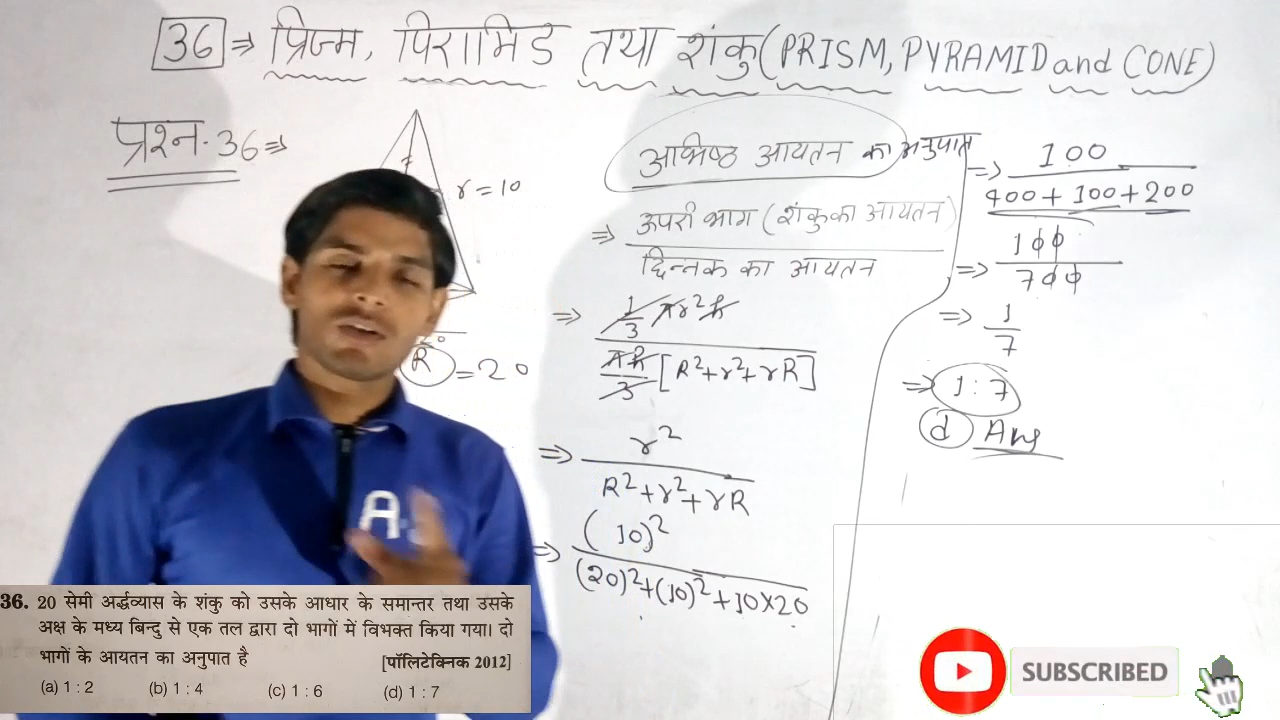 36 ⇒ प्रिज्म, पिरामिड तथा शंकु (PRISM, PYRAMID and CONE)
प्रश्न. 36 ⇒
r = 10
R = 20
आभिष्ठ आयतन का अनुपात
⇒ ऊपरी भाग (शंकु का आयतन)
छिन्नक का आयतन
⇒ 1/3 πr²h
πh/3 [R²+r²+rR]
⇒ r²
R²+r²+rR
⇒ (10)²
(20)²+(10)²+10×20
⇒ 100
400+100+200
⇒ 100
700
⇒ 1
7
⇒ 1:7
d Ans
A
36. 20 सेमी अर्द्धव्यास के शंकु को उसके आधार के समान्तर तथा उसके
अक्ष के मध्य बिन्दु से एक तल द्वारा दो भागों में विभक्त किया गया। दो
भागों के आयतन का अनुपात है [पॉलिटेक्निक 2012]
(a) 1 : 2 (b) 1 : 4 (c) 1 : 6 (d) 1 : 7
SUBSCRIBED